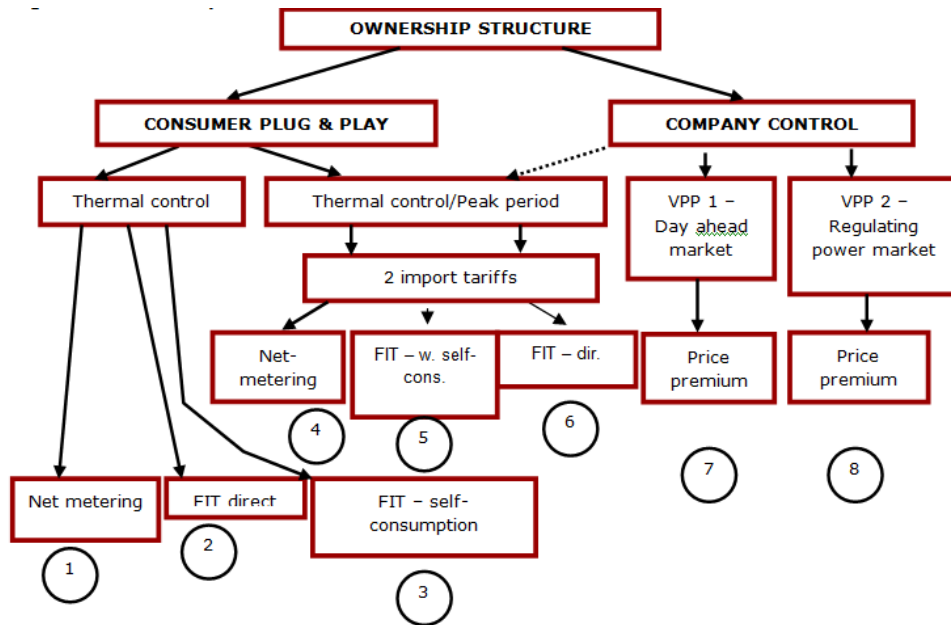 OWNERSHIP STRUCTURE
CONSUMER PLUG & PLAY
COMPANY CONTROL
Thermal control
Thermal control/Peak period
VPP 1 –
Day ahead
market
VPP 2 –
Regulating
power market
2 import tariffs
Net-
metering
FIT – w. self-
cons.
FIT – dir.
Price
premium
Price
premium
4
5
6
7
8
Net metering
FIT direct
FIT – self-
consumption
1
2
3